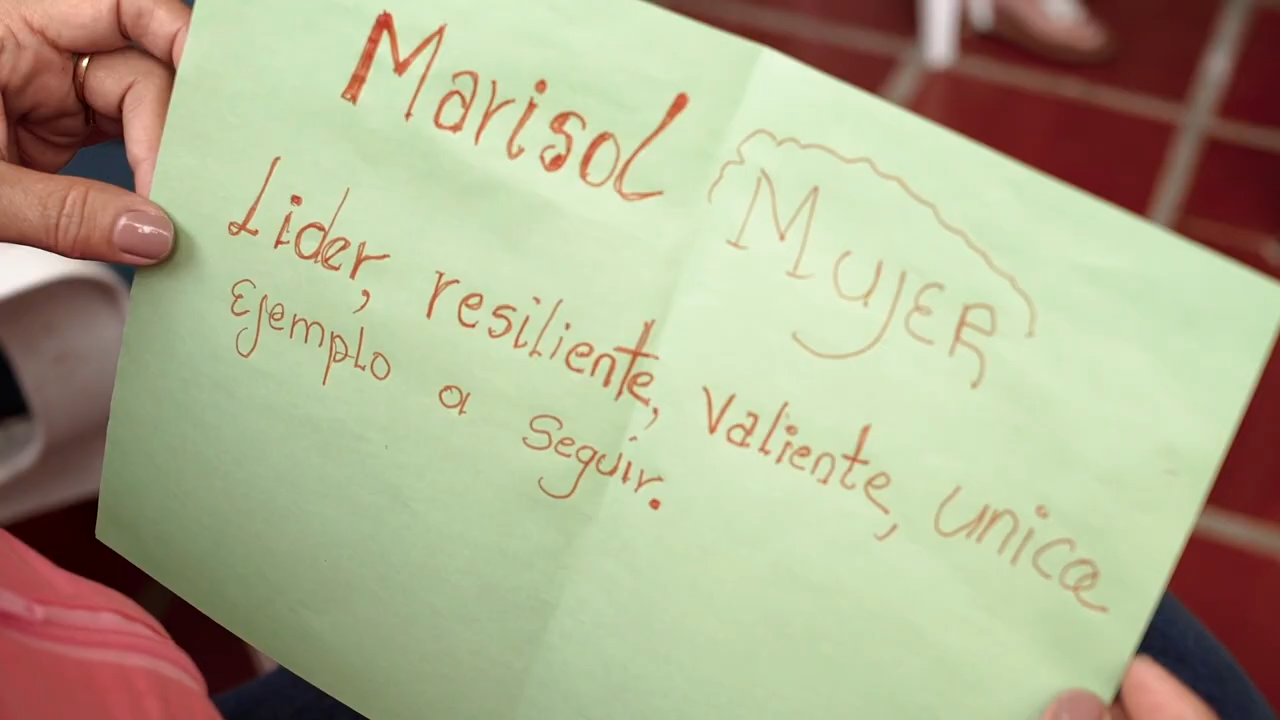 Marisol
Mujer
Lider, resiliente, valiente, unica
Ejemplo a seguir.